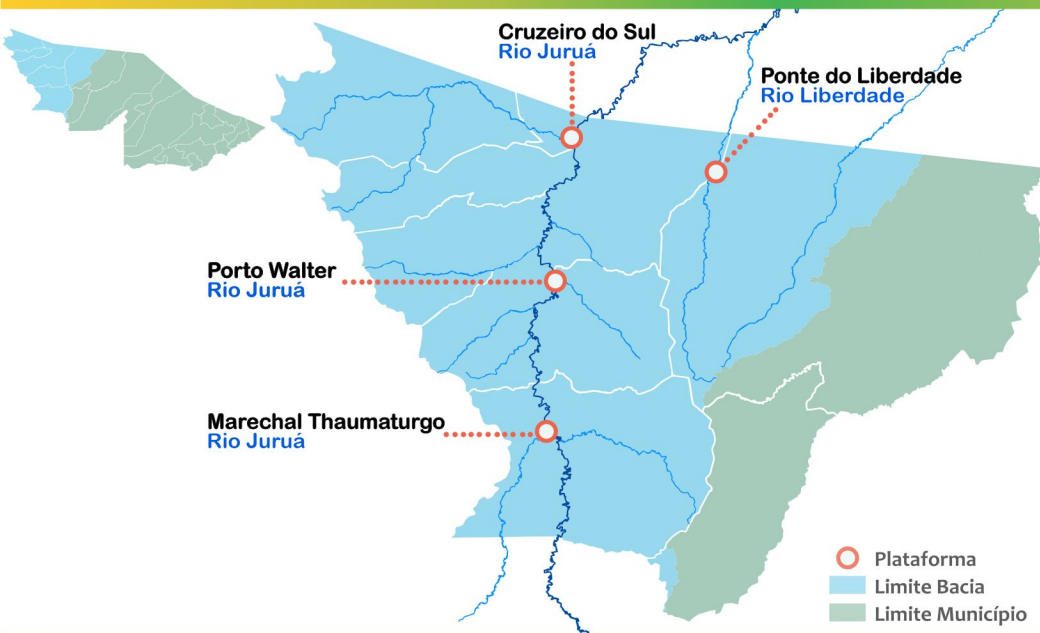 Cruzeiro do Sul
Rio Juruá
Ponte do Liberdade
Rio Liberdade
Porto Walter
Rio Juruá
Marechal Thaumaturgo
Rio Juruá
Plataforma
Limite Bacia
Limite Município